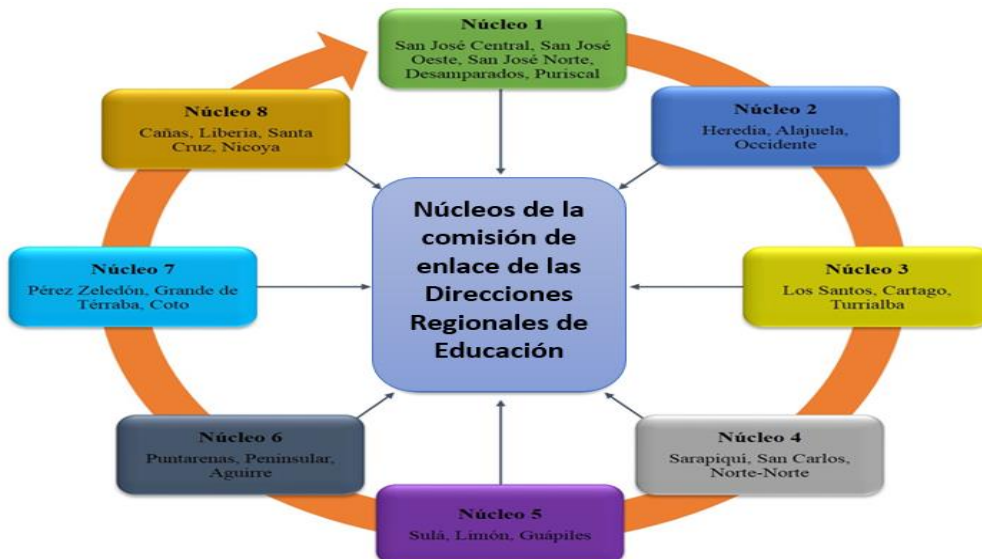 Núcleo 1
San José Central, San José
Oeste, San José Norte,
Desamparados, Puriscal
Núcleo 2
Heredia, Alajuela,
Occidente
Núcleo 3
Los Santos, Cartago,
Turrialba
Núcleo 4
Sarapiquí, San Carlos,
Norte-Norte
Núcleo 5
Sulá, Limón, Guápiles
Núcleo 6
Puntarenas, Peninsular,
Aguirre
Núcleo 7
Pérez Zeledón, Grande de
Térraba, Coto
Núcleo 8
Cañas, Liberia, Santa
Cruz, Nicoya
Núcleos de la
comisión de
enlace de las
Direcciones
Regionales de
Educación